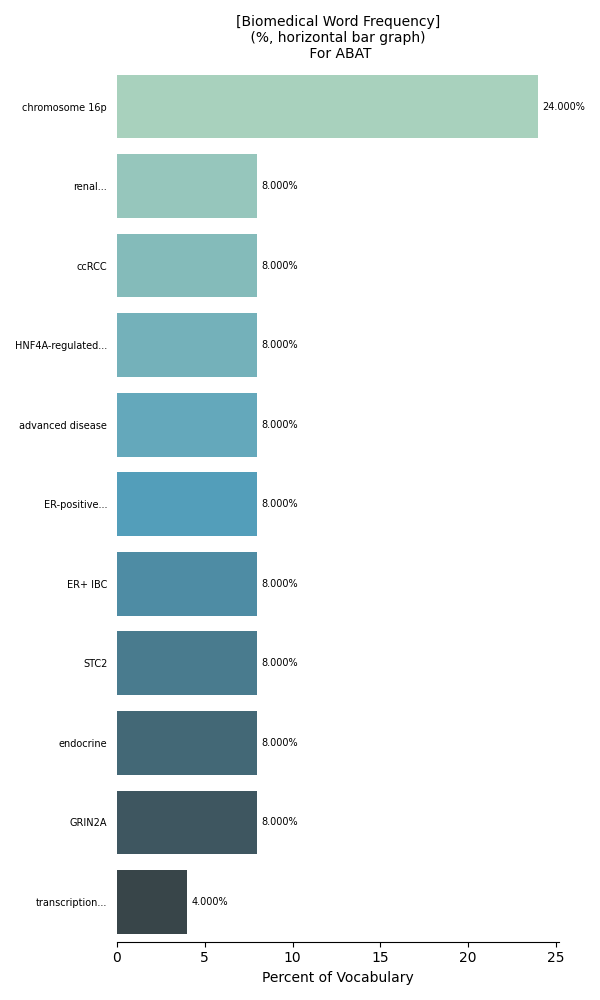 [Biomedical Word Frequency]
(%, horizontal bar graph)
For ABAT
chromosome 16p 24.000%
renal... 8.000%
ccRCC 8.000%
HNF4A-regulated... 8.000%
advanced disease 8.000%
ER-positive... 8.000%
ER+ IBC 8.000%
STC2 8.000%
endocrine 8.000%
GRIN2A 8.000%
transcription... 4.000%
0 5 10 15 20 25
Percent of Vocabulary